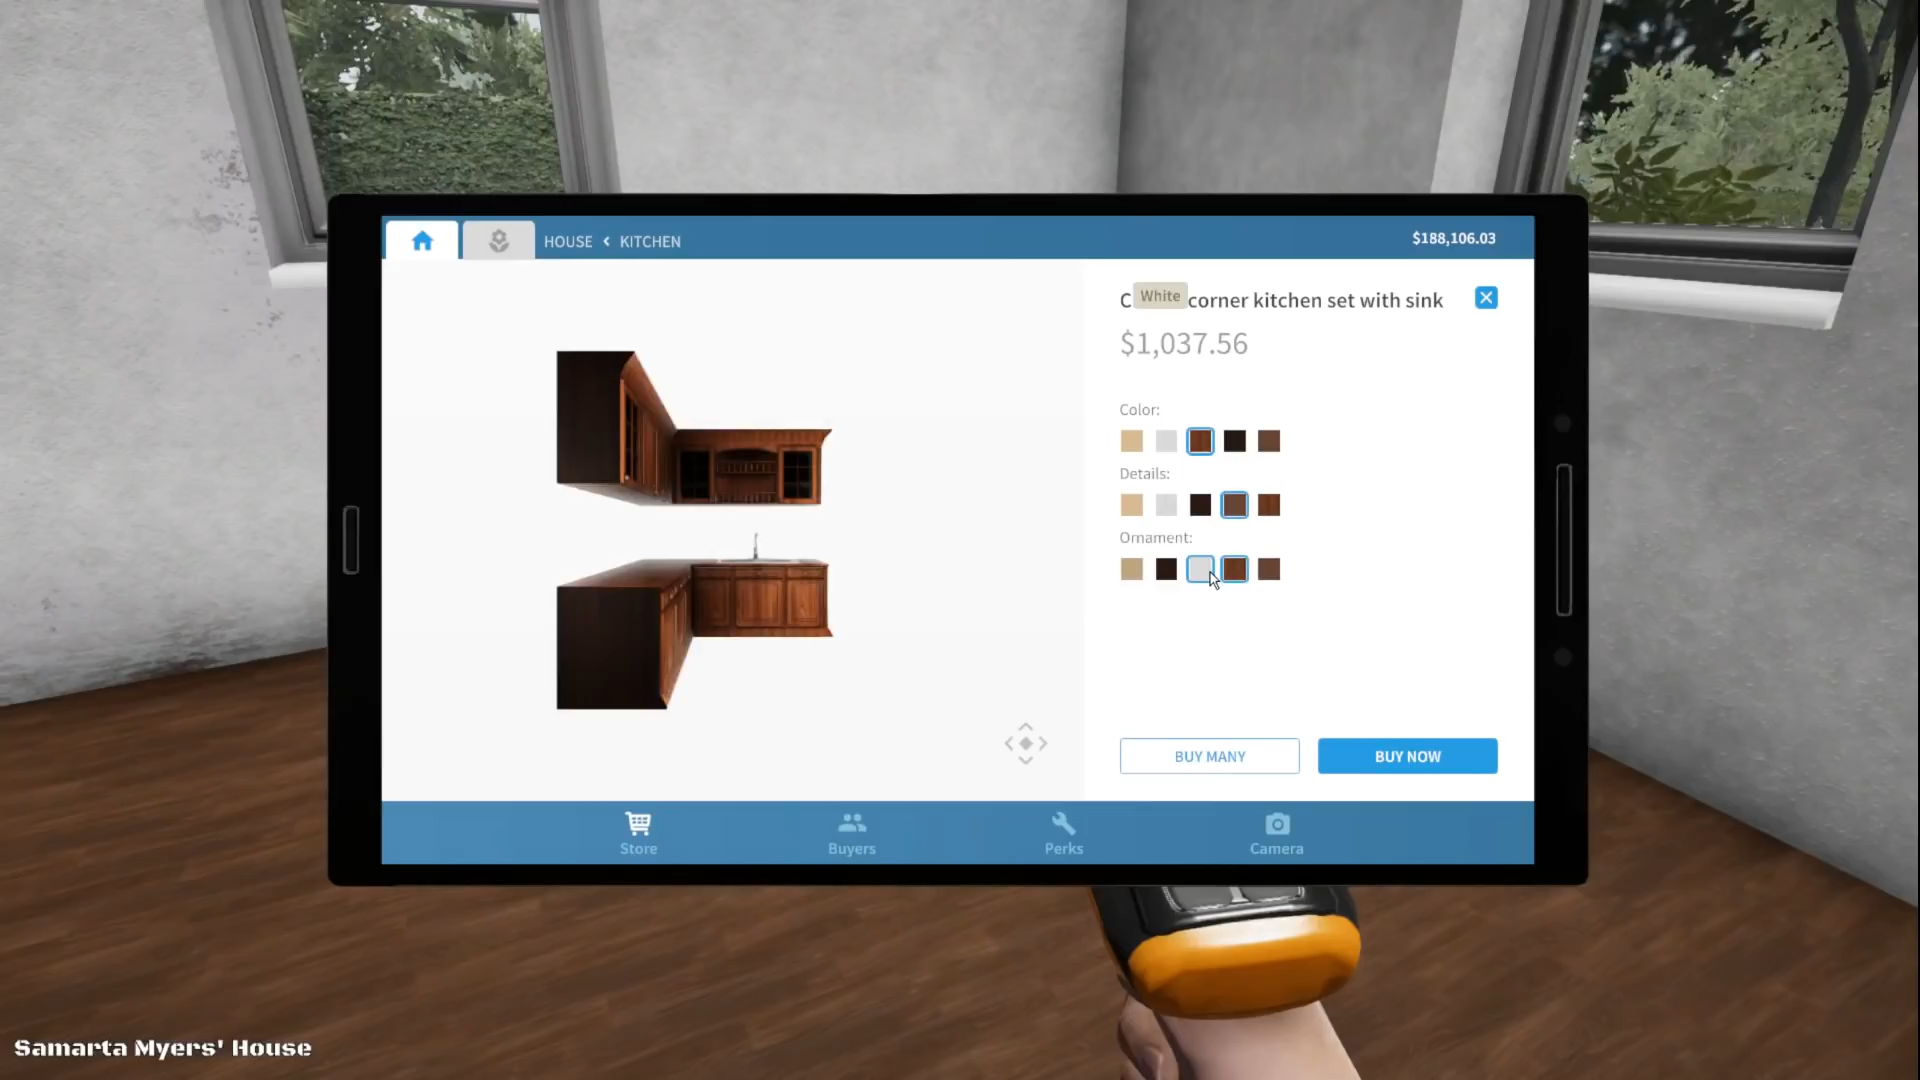 HOUSE < KITCHEN
$188,106.03
C White corner kitchen set with sink
$1,037.56
Color:
Details:
Ornament:
BUY MANY
BUY NOW
Store
Buyers
Perks
Camera
Samarta Myers' House